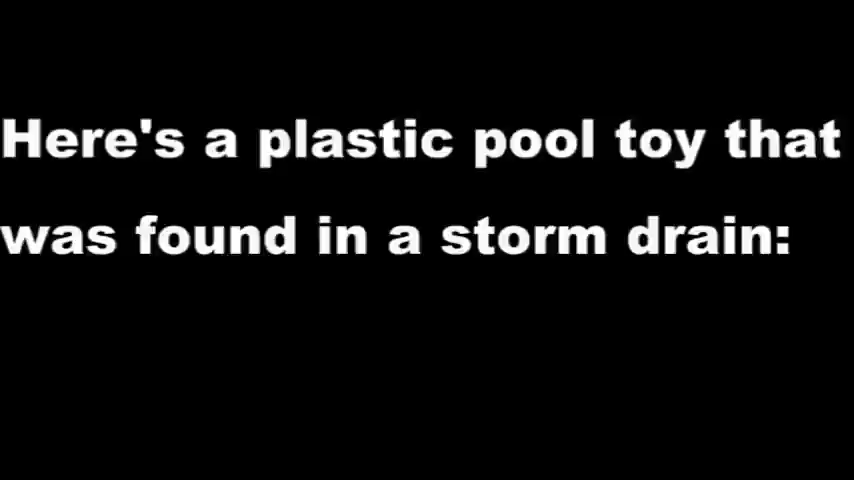 Here's a plastic pool toy that
was found in a storm drain: